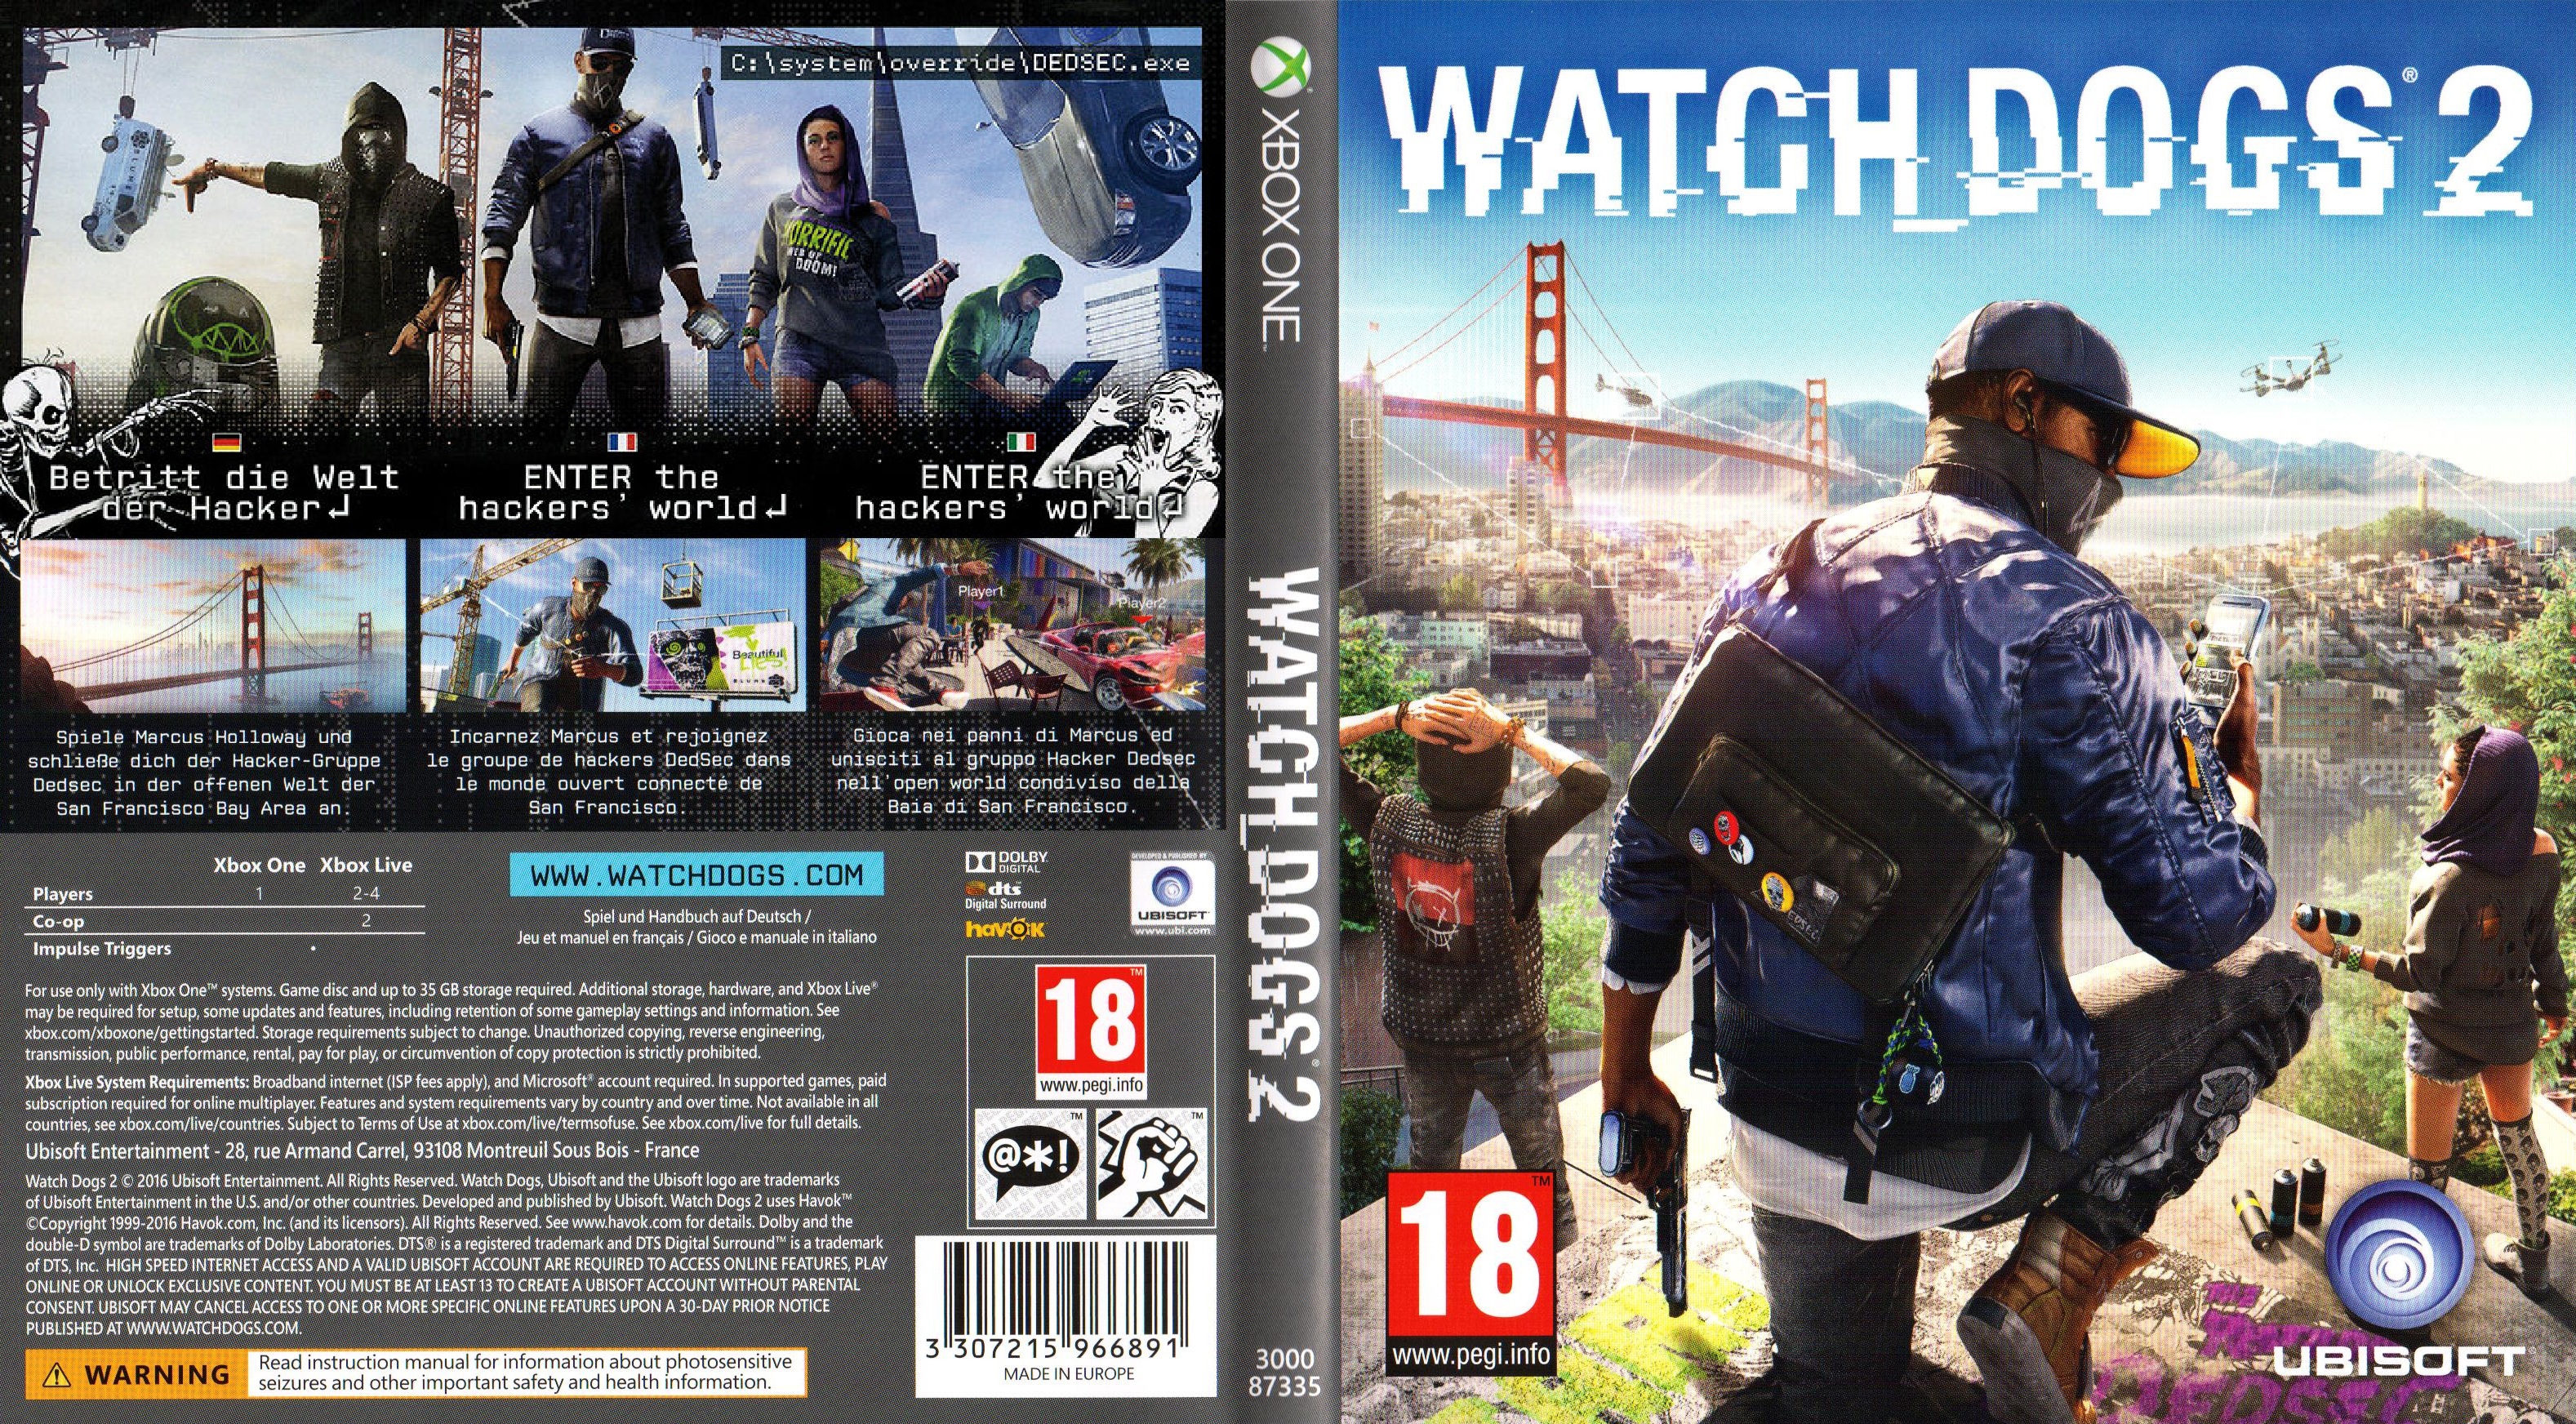 C:\system\override\DEDSEC.exe
HORRIFIC
WEB OF
DOOM!
Betritt die Welt
der Hacker↲
ENTER the
hackers' world↲
ENTER the
hackers' world↲
Player1
Player2
Beautiful
Lies!
BLUME
Spiele Marcus Holloway und
schließe dich der Hacker-Gruppe
Dedsec in der offenen Welt der
San Francisco Bay Area an.
Incarnez Marcus et rejoignez
le groupe de hackers DedSec dans
le monde ouvert connecté de
San Francisco.
Gioca nei panni di Marcus ed
unisciti al gruppo Hacker Dedsec
nell'open world condiviso della
Baia di San Francisco.
Xbox One Xbox Live
Players 1 2-4
Co-op 2
Impulse Triggers •
WWW.WATCHDOGS.COM
Spiel und Handbuch auf Deutsch /
Jeu et manuel en français / Gioco e manuale in italiano
DOLBY
DIGITAL
dts™
Digital Surround
havOK
DEVELOPED & PUBLISHED BY
UBISOFT
www.ubi.com
For use only with Xbox One™ systems. Game disc and up to 35 GB storage required. Additional storage, hardware, and Xbox Live®
may be required for setup, some updates and features, including retention of some gameplay settings and information. See
xbox.com/xboxone/gettingstarted. Storage requirements subject to change. Unauthorized copying, reverse engineering,
transmission, public performance, rental, pay for play, or circumvention of copy protection is strictly prohibited.
Xbox Live System Requirements: Broadband internet (ISP fees apply), and Microsoft® account required. In supported games, paid
subscription required for online multiplayer. Features and system requirements vary by country and over time. Not available in all
countries, see xbox.com/live/countries. Subject to Terms of Use at xbox.com/live/termsofuse. See xbox.com/live for full details.
Ubisoft Entertainment - 28, rue Armand Carrel, 93108 Montreuil Sous Bois - France
Watch Dogs 2 © 2016 Ubisoft Entertainment. All Rights Reserved. Watch Dogs, Ubisoft and the Ubisoft logo are trademarks
of Ubisoft Entertainment in the U.S. and/or other countries. Developed and published by Ubisoft. Watch Dogs 2 uses Havok™
©Copyright 1999-2016 Havok.com, Inc. (and its licensors). All Rights Reserved. See www.havok.com for details. Dolby and the
double-D symbol are trademarks of Dolby Laboratories. DTS® is a registered trademark and DTS Digital Surround™ is a trademark
of DTS, Inc. HIGH SPEED INTERNET ACCESS AND A VALID UBISOFT ACCOUNT ARE REQUIRED TO ACCESS ONLINE FEATURES, PLAY
ONLINE OR UNLOCK EXCLUSIVE CONTENT. YOU MUST BE AT LEAST 13 TO CREATE A UBISOFT ACCOUNT WITHOUT PARENTAL
CONSENT. UBISOFT MAY CANCEL ACCESS TO ONE OR MORE SPECIFIC ONLINE FEATURES UPON A 30-DAY PRIOR NOTICE
PUBLISHED AT WWW.WATCHDOGS.COM.
WARNING
Read instruction manual for information about photosensitive
seizures and other important safety and health information.
18™
www.pegi.info
@*!™
™
3 307215 966891
MADE IN EUROPE
XBOX ONE
WATCH_DOGS® 2
3000
87335
WATCH_DOGS® 2
DEDSEC
18™
www.pegi.info
THE
DEDSEC
UBISOFT®